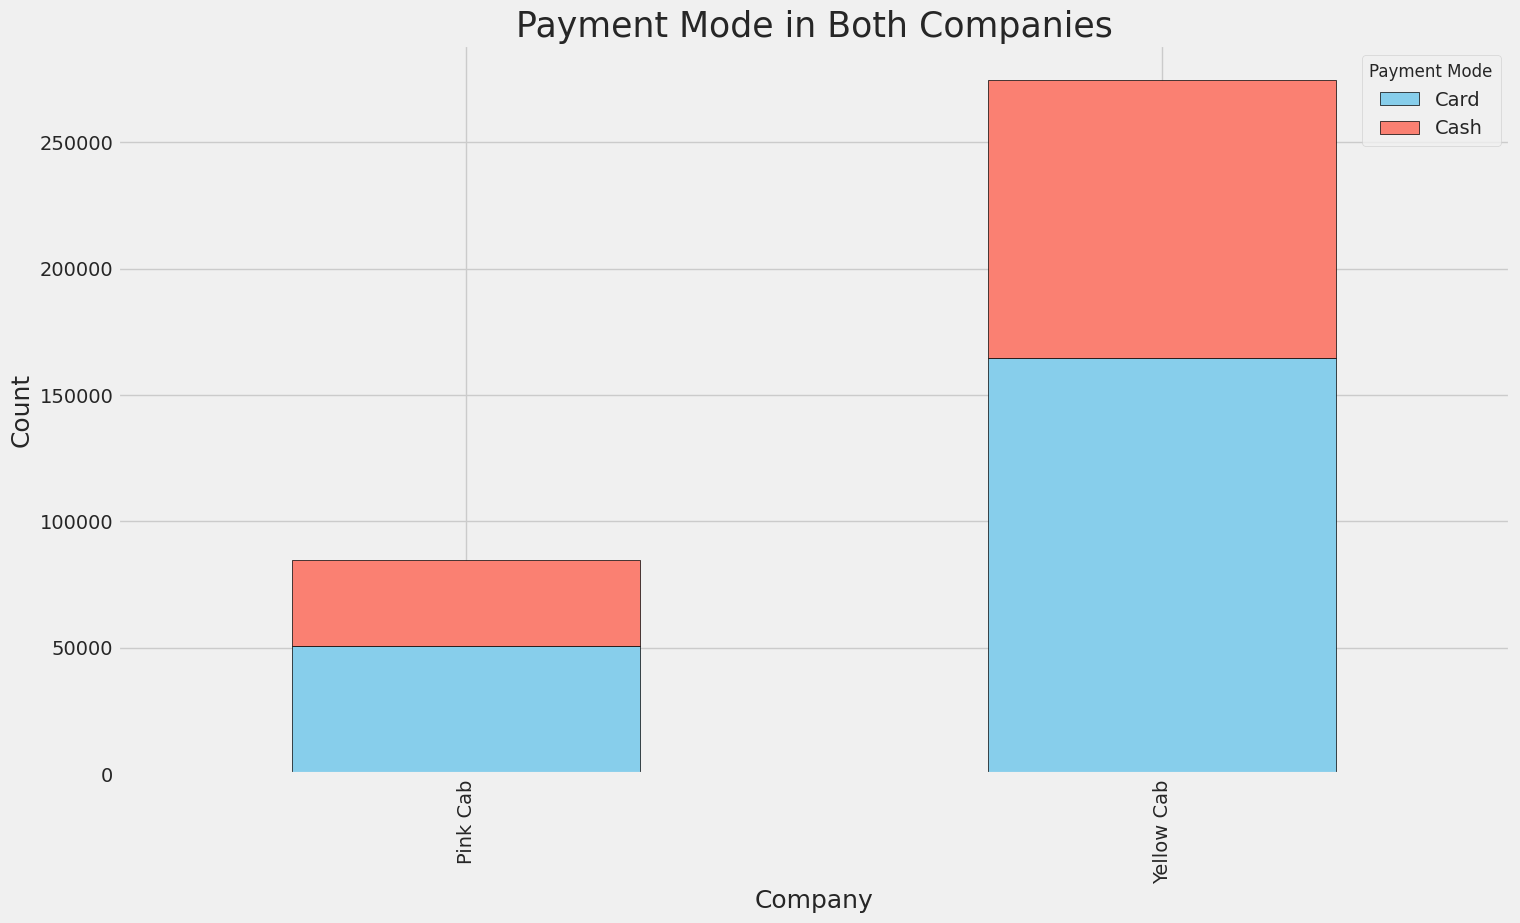 Payment Mode in Both Companies
Payment Mode
Card
Cash
Count
250000
200000
150000
100000
50000
0
Pink Cab
Yellow Cab
Company